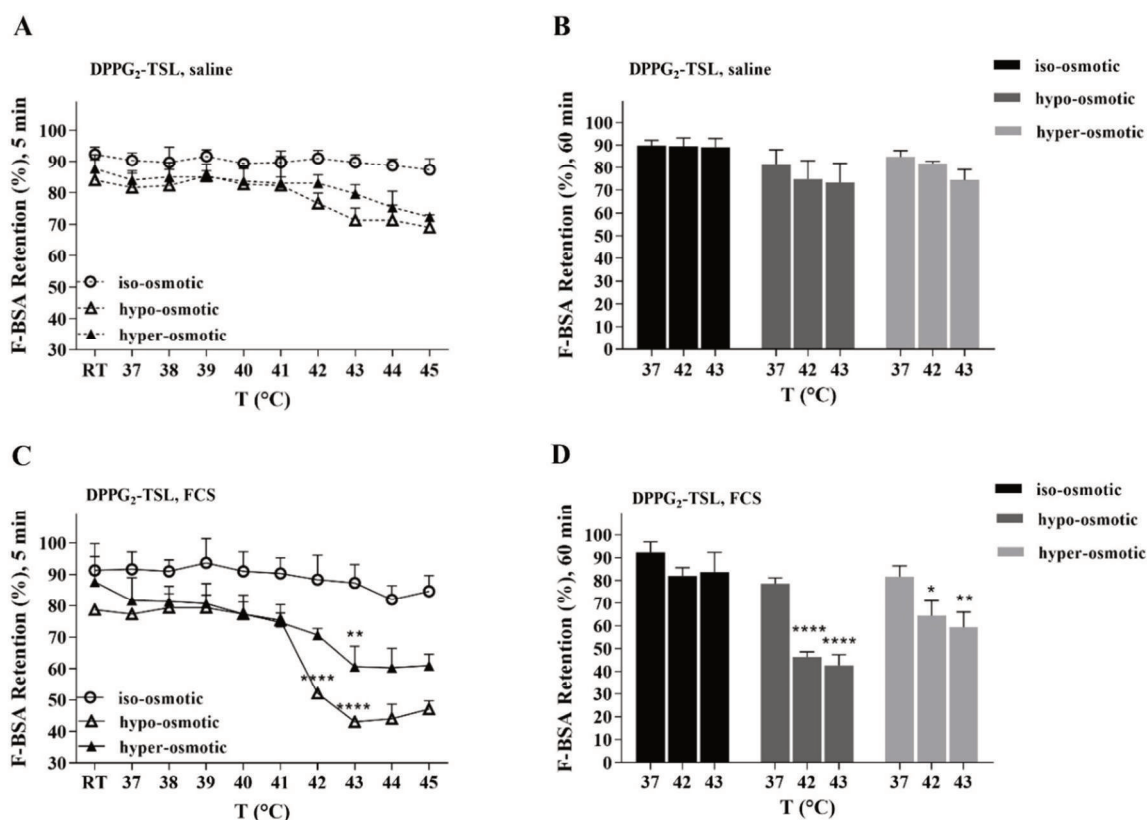 A
DPPG₂-TSL, saline
F-BSA Retention (%), 5 min
100
90
80
70
60
50
40
30
iso-osmotic
hypo-osmotic
hyper-osmotic
RT 37 38 39 40 41 42 43 44 45
T (°C)
B
DPPG₂-TSL, saline
iso-osmotic
hypo-osmotic
hyper-osmotic
F-BSA Retention (%), 60 min
100
90
80
70
60
50
40
30
20
10
0
37 42 43 37 42 43 37 42 43
T (°C)
C
DPPG₂-TSL, FCS
F-BSA Retention (%), 5 min
100
90
80
70
60
50
40
30
**
****
****
iso-osmotic
hypo-osmotic
hyper-osmotic
RT 37 38 39 40 41 42 43 44 45
T (°C)
D
DPPG₂-TSL, FCS
iso-osmotic
hypo-osmotic
hyper-osmotic
F-BSA Retention (%), 60 min
100
90
80
70
60
50
40
30
20
10
0
**** **** * **
37 42 43 37 42 43 37 42 43
T (°C)